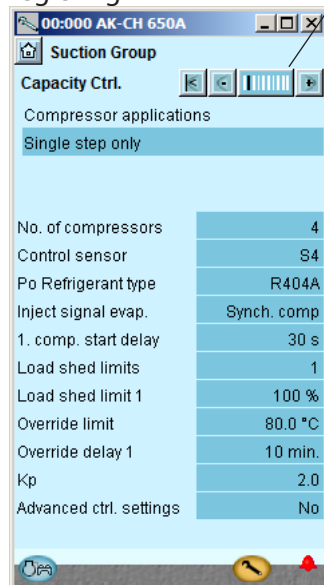 00:000 AK-CH 650A
Suction Group
Capacity Ctrl.
Compressor applications
Single step only
No. of compressors 4
Control sensor S4
Po Refrigerant type R404A
Inject signal evap. Synch. comp
1. comp. start delay 30 s
Load shed limits 1
Load shed limit 1 100 %
Override limit 80.0 °C
Override delay 1 10 min.
Kp 2.0
Advanced ctrl. settings No